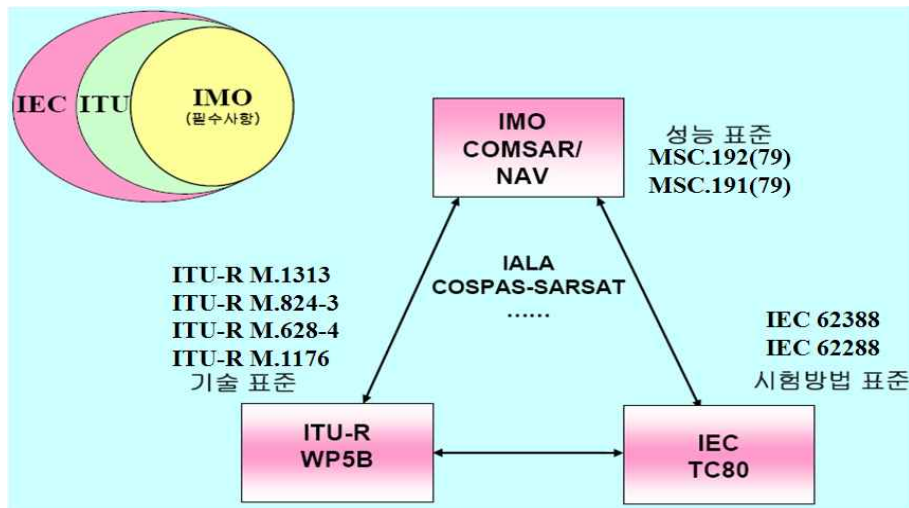 IEC ITU IMO
(필수사항)
IMO
COMSAR/
NAV
성능 표준
MSC.192(79)
MSC.191(79)
IALA
COSPAS-SARSAT
......
ITU-R M.1313
ITU-R M.824-3
ITU-R M.628-4
ITU-R M.1176
기술 표준
IEC 62388
IEC 62288
시험방법 표준
ITU-R
WP5B
IEC
TC80